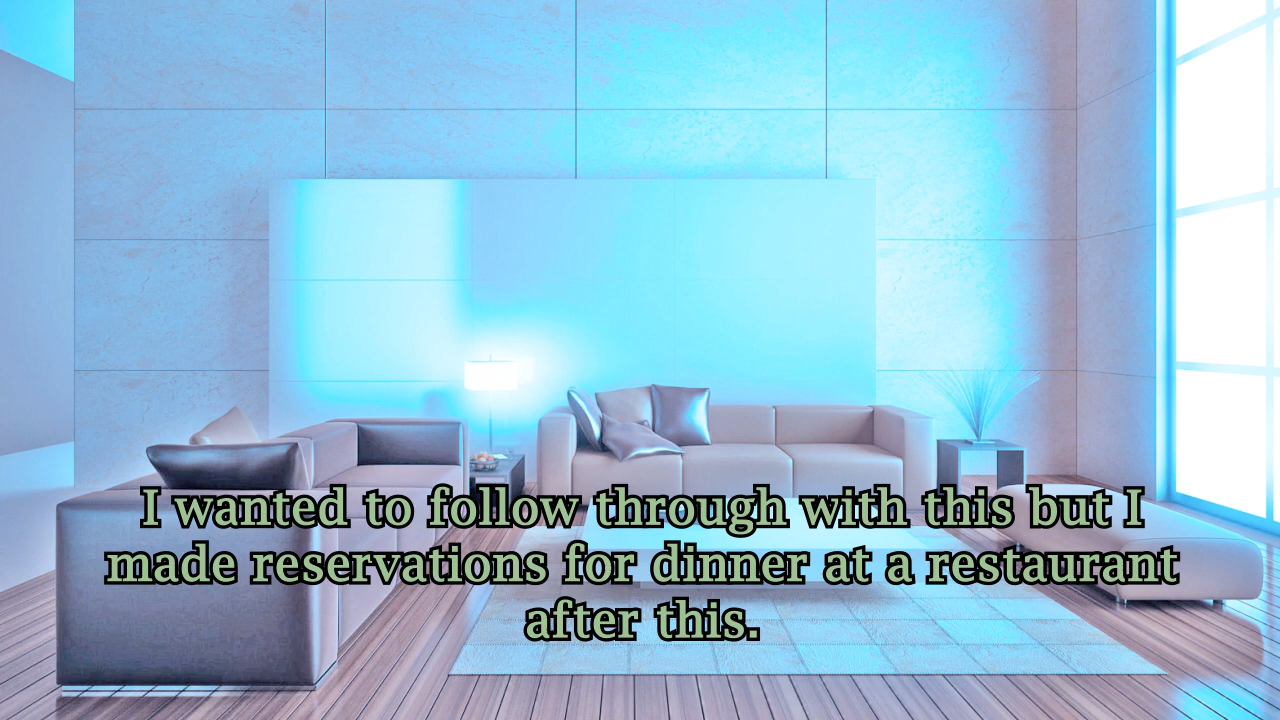 I wanted to follow through with this but I
made reservations for dinner at a restaurant
after this.